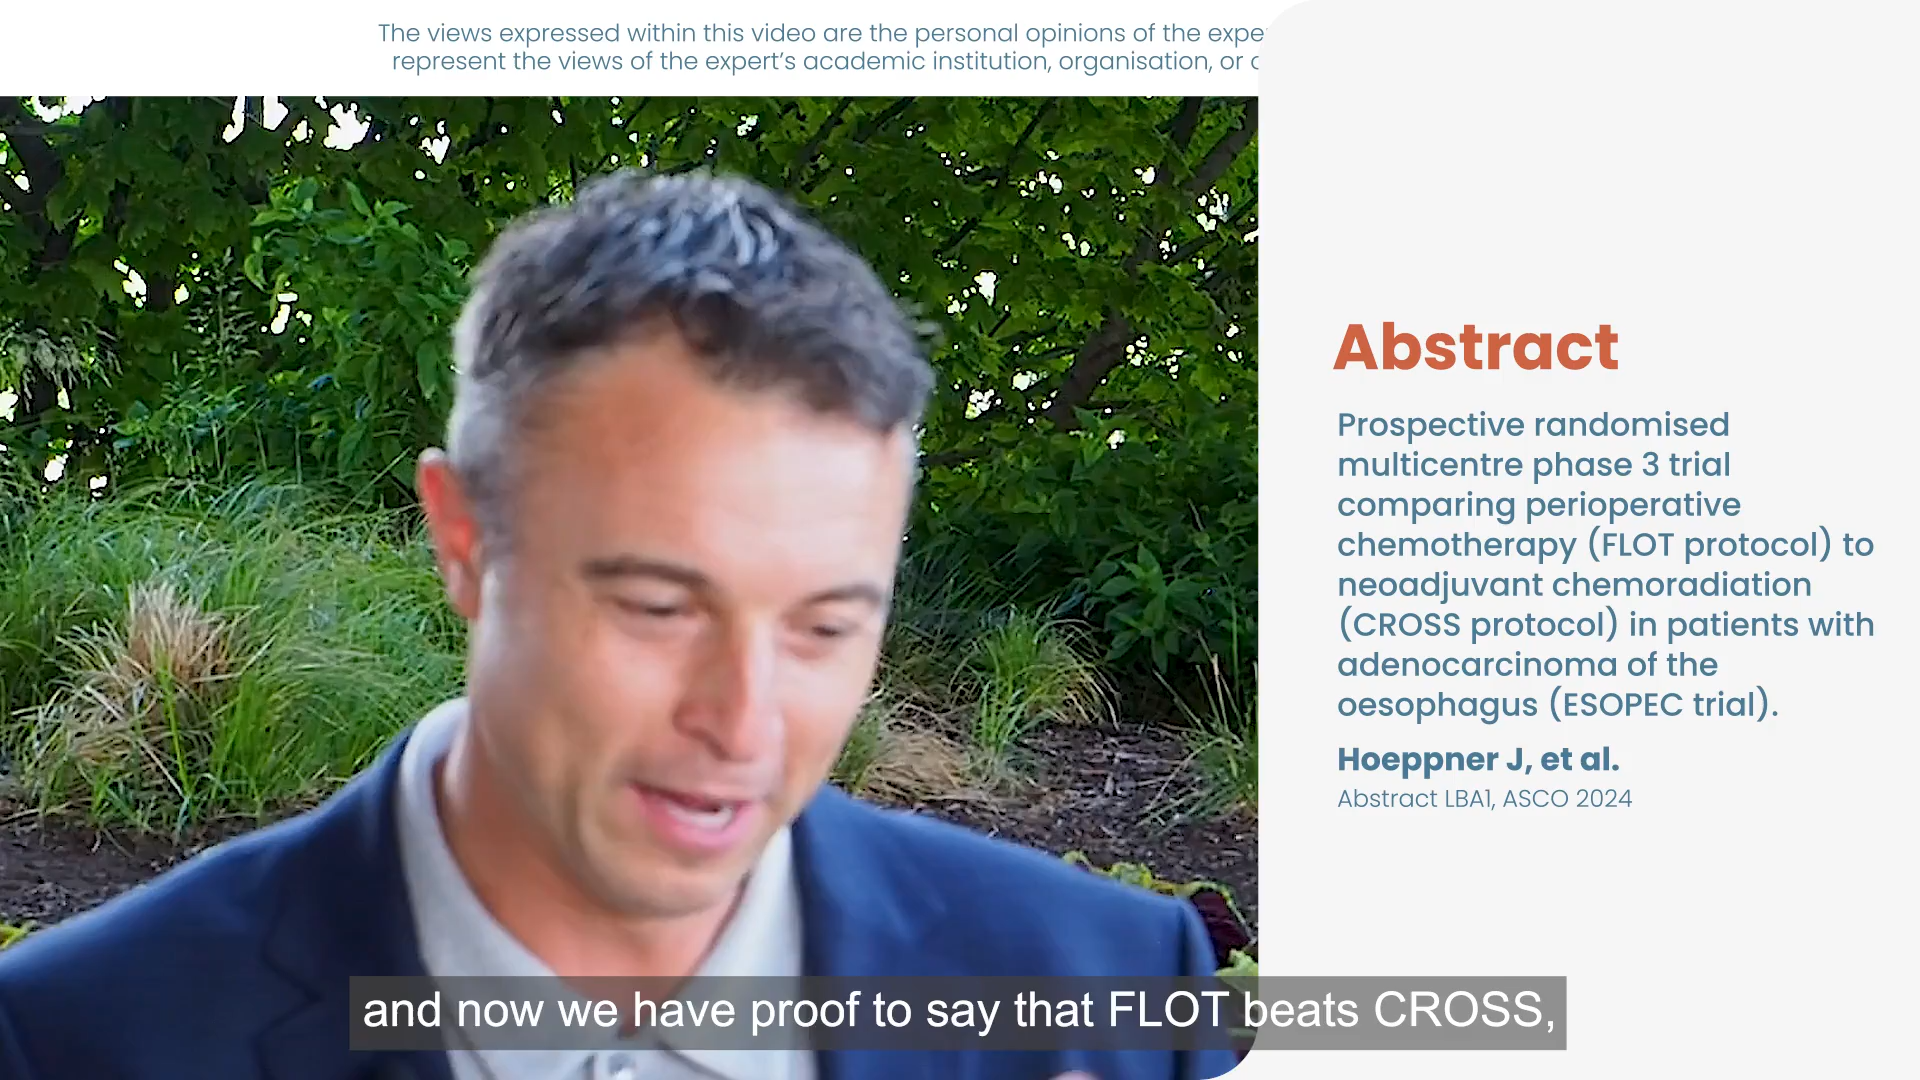 The views expressed within this video are the personal opinions of the
represent the views of the expert’s academic institution, organisation, or
Abstract
Prospective randomised
multicentre phase 3 trial
comparing perioperative
chemotherapy (FLOT protocol) to
neoadjuvant chemoradiation
(CROSS protocol) in patients with
adenocarcinoma of the
oesophagus (ESOPEC trial).
Hoeppner J, et al.
Abstract LBA1, ASCO 2024
and now we have proof to say that FLOT beats CROSS,